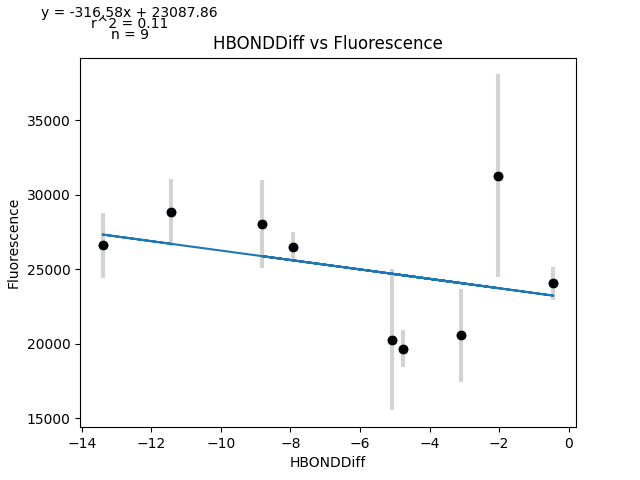 y = -316.58x + 23087.86
r^2 = 0.11
n = 9
HBONDDiff vs Fluorescence
Fluorescence
35000
30000
25000
20000
15000
−14 −12 −10 −8 −6 −4 −2 0
HBONDDiff